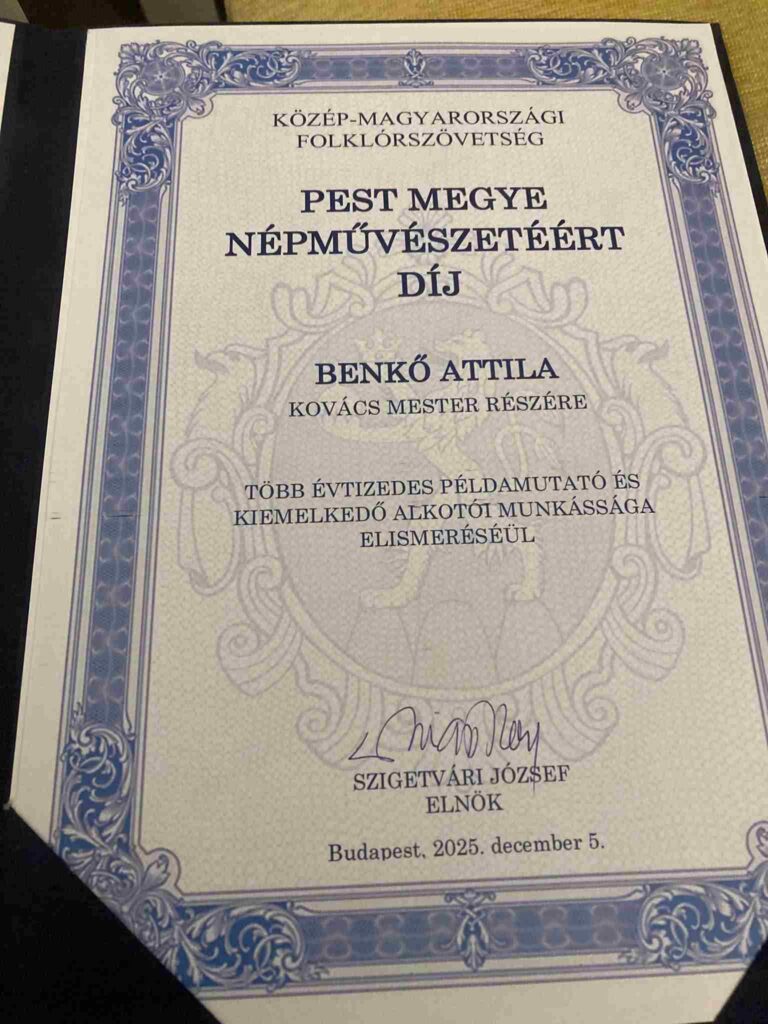 KÖZÉP-MAGYARORSZÁGI
FOLKLÓRSZÖVETSÉG
PEST MEGYE
NÉPMŰVÉSZETÉÉRT
DÍJ
BENKŐ ATTILA
KOVÁCS MESTER RÉSZÉRE
TÖBB ÉVTIZEDES PÉLDAMUTATÓ ÉS
KIEMELKEDŐ ALKOTÓI MUNKÁSSÁGA
ELISMERÉSÉÜL
SZIGETVÁRI JÓZSEF
ELNÖK
Budapest, 2025. december 5.